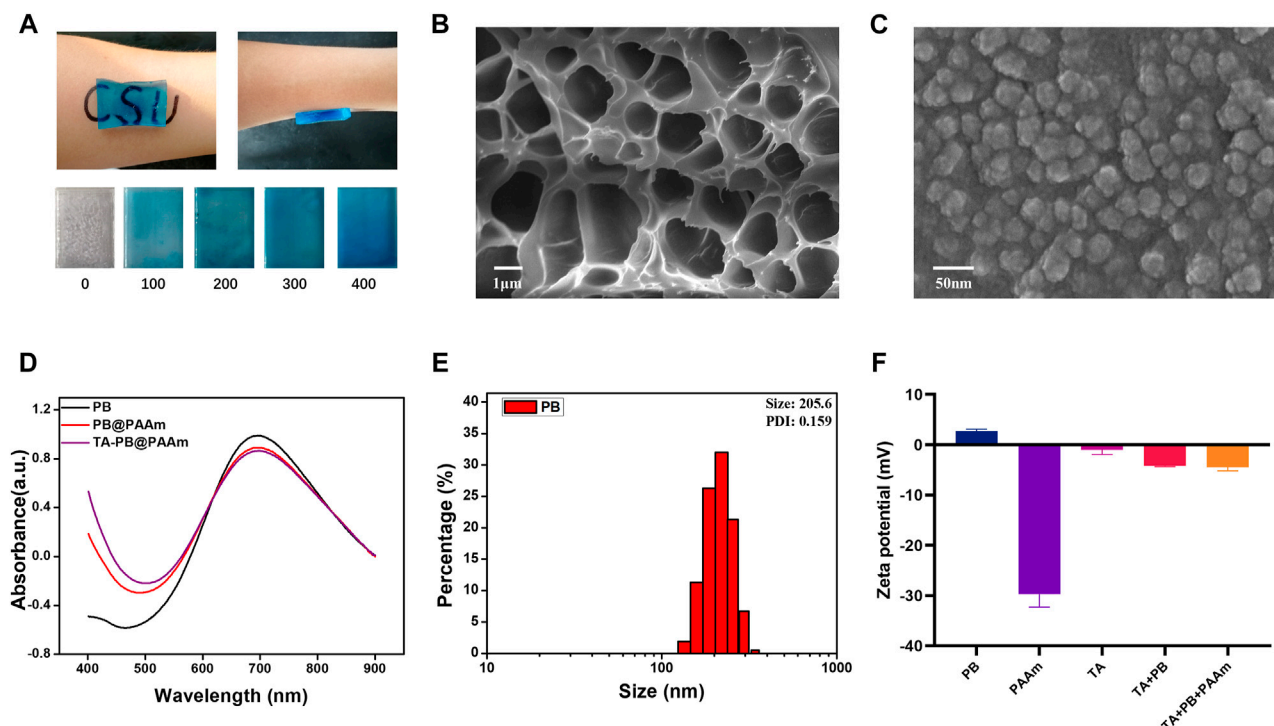 A
CSU
0 100 200 300 400
B
1μm
C
50nm
D
PB
PB@PAAm
TA-PB@PAAm
Absorbance(a.u.)
1.2
0.8
0.4
0.0
-0.4
-0.8
400 500 600 700 800 900
Wavelength (nm)
E
PB
Size: 205.6
PDI: 0.159
Percentage (%)
40
35
30
25
20
15
10
5
0
10 100 1000
Size (nm)
F
Zeta potential (mV)
10
0
-10
-20
-30
-40
PB
PAAm
TA
TA+PB
TA+PB+PAAm